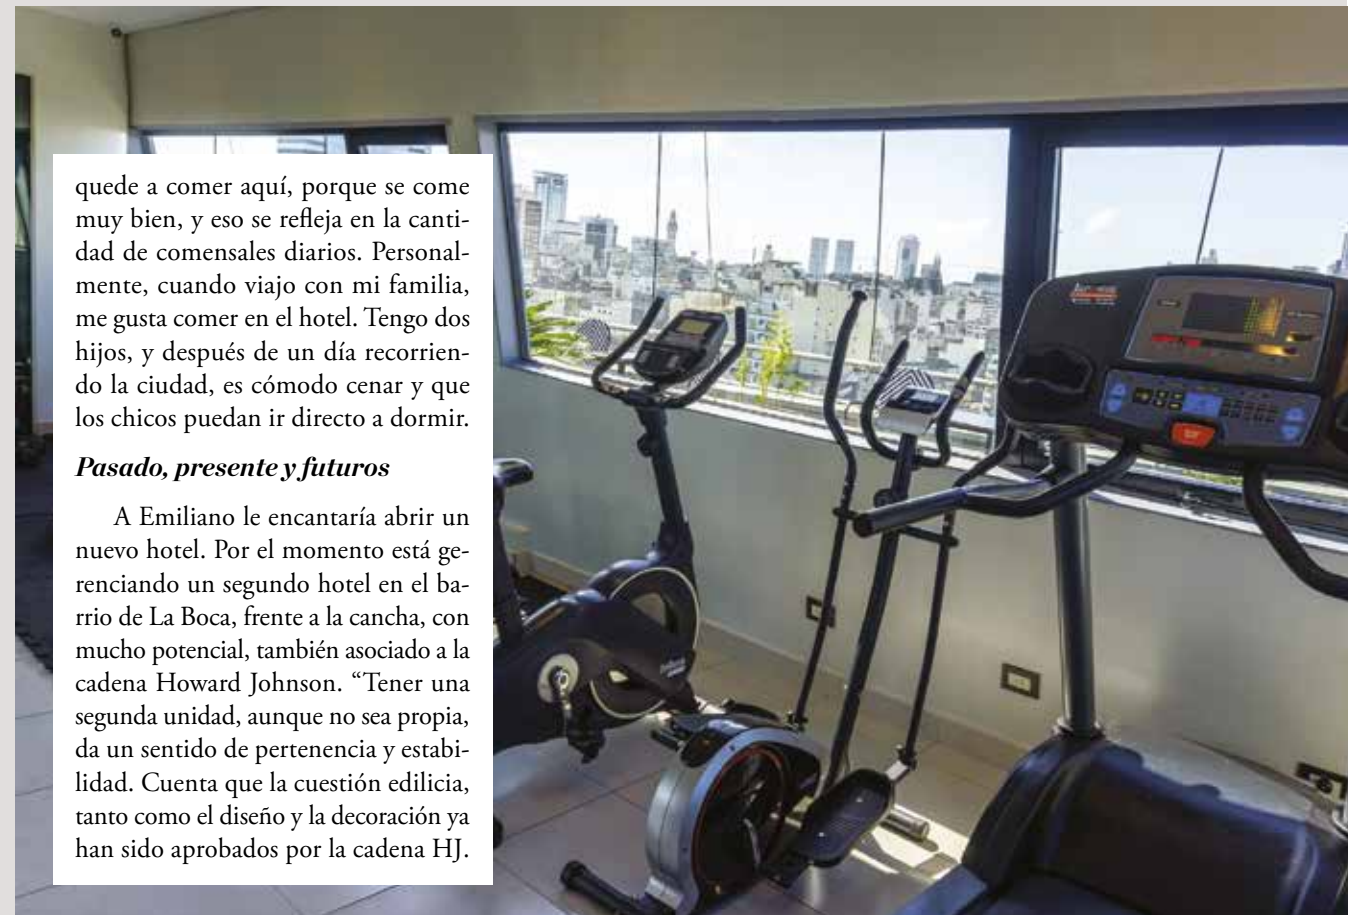 quede a comer aquí, porque se come
muy bien, y eso se refleja en la canti-
dad de comensales diarios. Personal-
mente, cuando viajo con mi familia,
me gusta comer en el hotel. Tengo dos
hijos, y después de un día recorrien-
do la ciudad, es cómodo cenar y que
los chicos puedan ir directo a dormir.
Pasado, presente y futuros
A Emiliano le encantaría abrir un
nuevo hotel. Por el momento está ge-
renciando un segundo hotel en el ba-
rrio de La Boca, frente a la cancha, con
mucho potencial, también asociado a la
cadena Howard Johnson. “Tener una
segunda unidad, aunque no sea propia,
da un sentido de pertenencia y estabi-
lidad. Cuenta que la cuestión edilicia,
tanto como el diseño y la decoración ya
han sido aprobados por la cadena HJ.